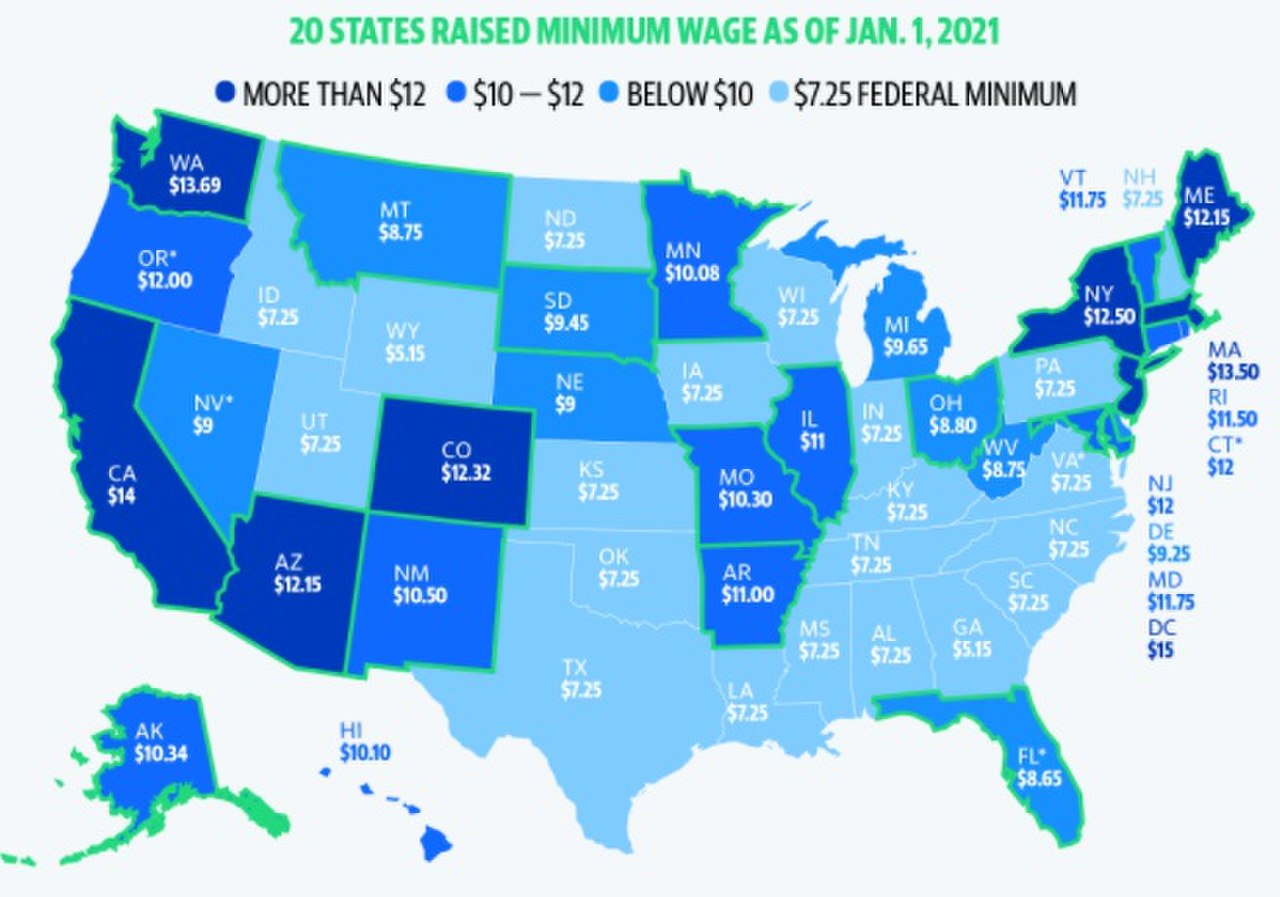 20 STATES RAISED MINIMUM WAGE AS OF JAN. 1, 2021
MORE THAN $12 $10 — $12 BELOW $10 $7.25 FEDERAL MINIMUM
WA
$13.69
OR*
$12.00
CA
$14
NV*
$9
ID
$7.25
MT
$8.75
WY
$5.15
UT
$7.25
CO
$12.32
AZ
$12.15
NM
$10.50
ND
$7.25
SD
$9.45
NE
$9
KS
$7.25
OK
$7.25
TX
$7.25
MN
$10.08
IA
$7.25
MO
$10.30
AR
$11.00
LA
$7.25
WI
$7.25
IL
$11
MI
$9.65
IN
$7.25
OH
$8.80
KY
$7.25
TN
$7.25
MS
$7.25
AL
$7.25
GA
$5.15
FL*
$8.65
SC
$7.25
NC
$7.25
VA*
$7.25
WV
$8.75
PA
$7.25
NY
$12.50
VT
$11.75
NH
$7.25
ME
$12.15
MA
$13.50
RI
$11.50
CT*
$12
NJ
$12
DE
$9.25
MD
$11.75
DC
$15
AK
$10.34
HI
$10.10